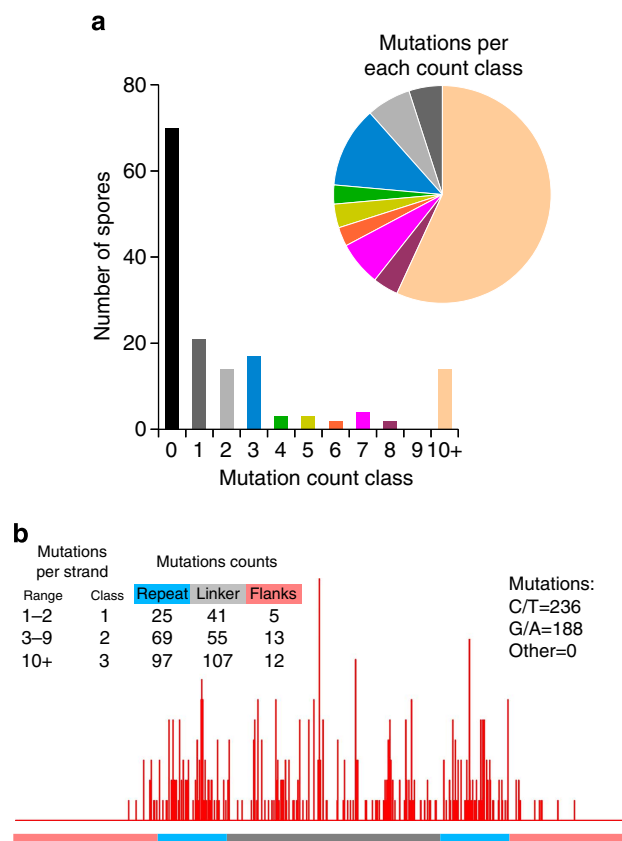 a
Mutations per
each count class
80
60
40
20
0
Number of spores
0 1 2 3 4 5 6 7 8 9 10+
Mutation count class
b
Mutations
per strand
Mutations counts
Range Class Repeat Linker Flanks
1–2 1 25 41 5
3–9 2 69 55 13
10+ 3 97 107 12
Mutations:
C/T=236
G/A=188
Other=0